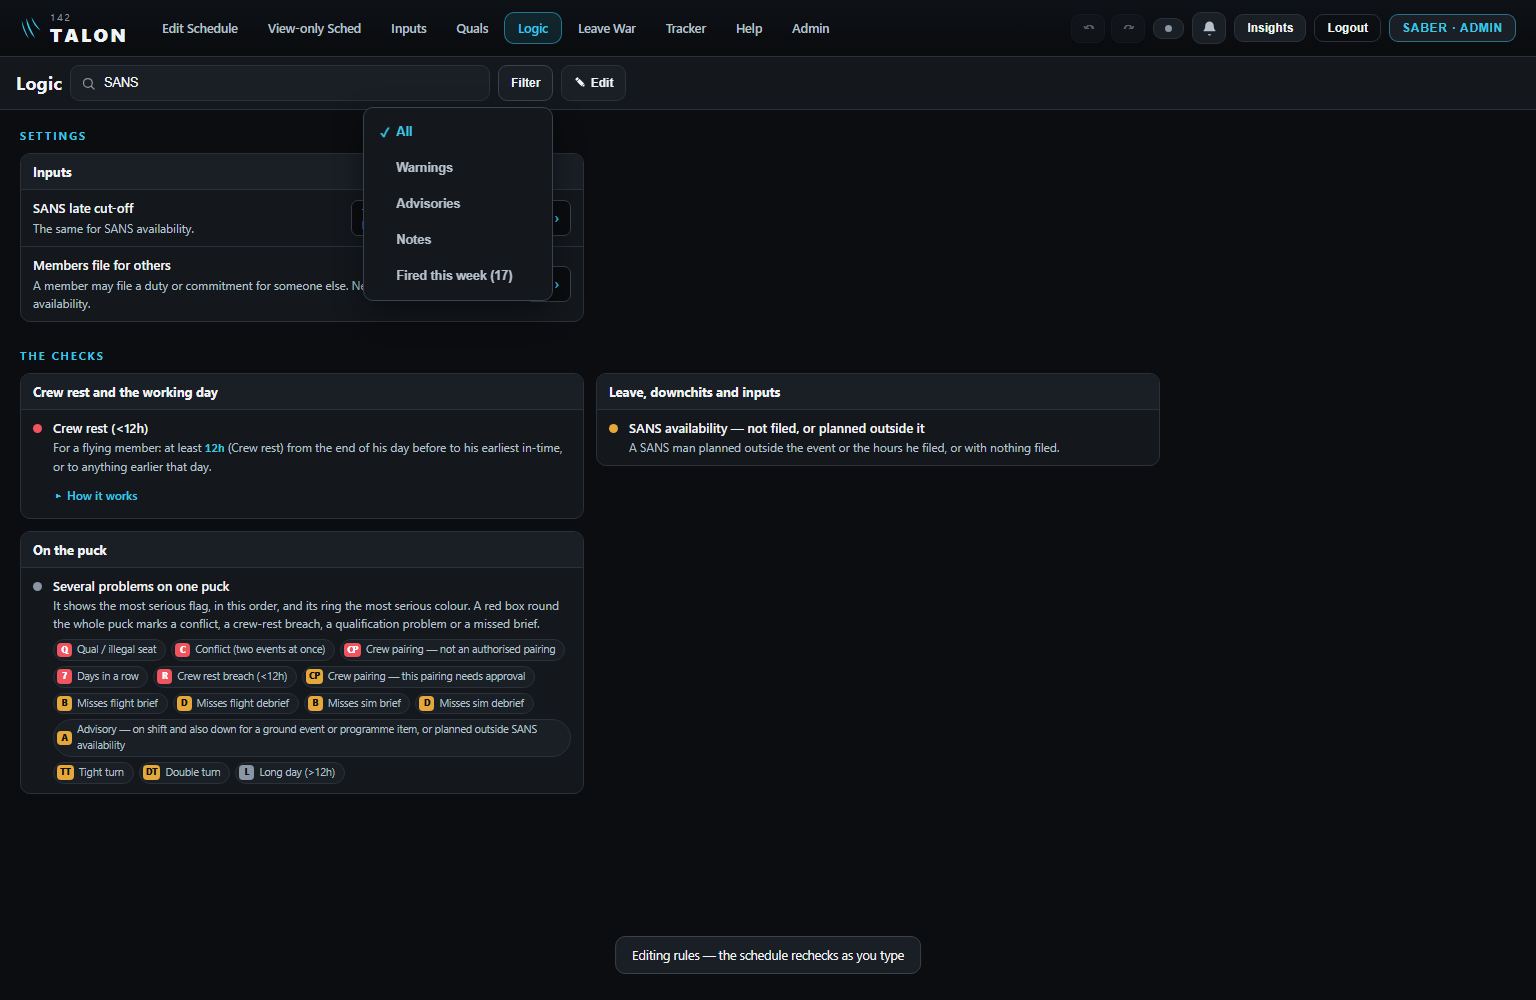 142
TALON
Edit Schedule
View-only Sched
Inputs
Quals
Logic
Leave War
Tracker
Help
Admin
Insights
Logout
SABER · ADMIN
Logic
SANS
Filter
Edit
All
Warnings
Advisories
Notes
Fired this week (17)
SETTINGS
Inputs
SANS late cut-off
The same for SANS availability.
Members file for others
A member may file a duty or commitment for someone else.
availability.
THE CHECKS
Crew rest and the working day
Crew rest (<12h)
For a flying member: at least 12h (Crew rest) from the end of his day before to his earliest in-time,
or to anything earlier that day.
How it works
Leave, downchits and inputs
SANS availability — not filed, or planned outside it
A SANS man planned outside the event or the hours he filed, or with nothing filed.
On the puck
Several problems on one puck
It shows the most serious flag, in this order, and its ring the most serious colour. A red box round
the whole puck marks a conflict, a crew-rest breach, a qualification problem or a missed brief.
Q Qual / illegal seat
C Conflict (two events at once)
CP Crew pairing — not an authorised pairing
7 Days in a row
R Crew rest breach (<12h)
CP Crew pairing — this pairing needs approval
B Misses flight brief
D Misses flight debrief
B Misses sim brief
D Misses sim debrief
A Advisory — on shift and also down for a ground event or programme item, or planned outside SANS
availability
TT Tight turn
DT Double turn
L Long day (>12h)
Editing rules — the schedule rechecks as you type